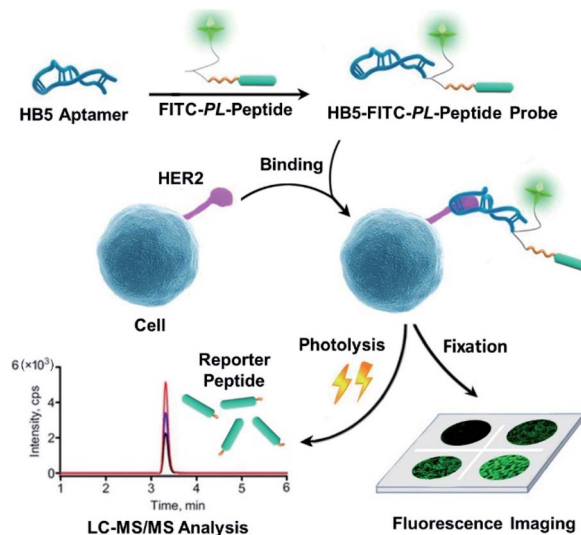 HB5 Aptamer
FITC-PL-Peptide
HB5-FITC-PL-Peptide Probe
HER2
Binding
Cell
Photolysis
Fixation
Reporter
Peptide
6 (×10³)
4
2
0
Intensity, cps
1 2 3 4 5 6
Time, min
LC-MS/MS Analysis
Fluorescence Imaging